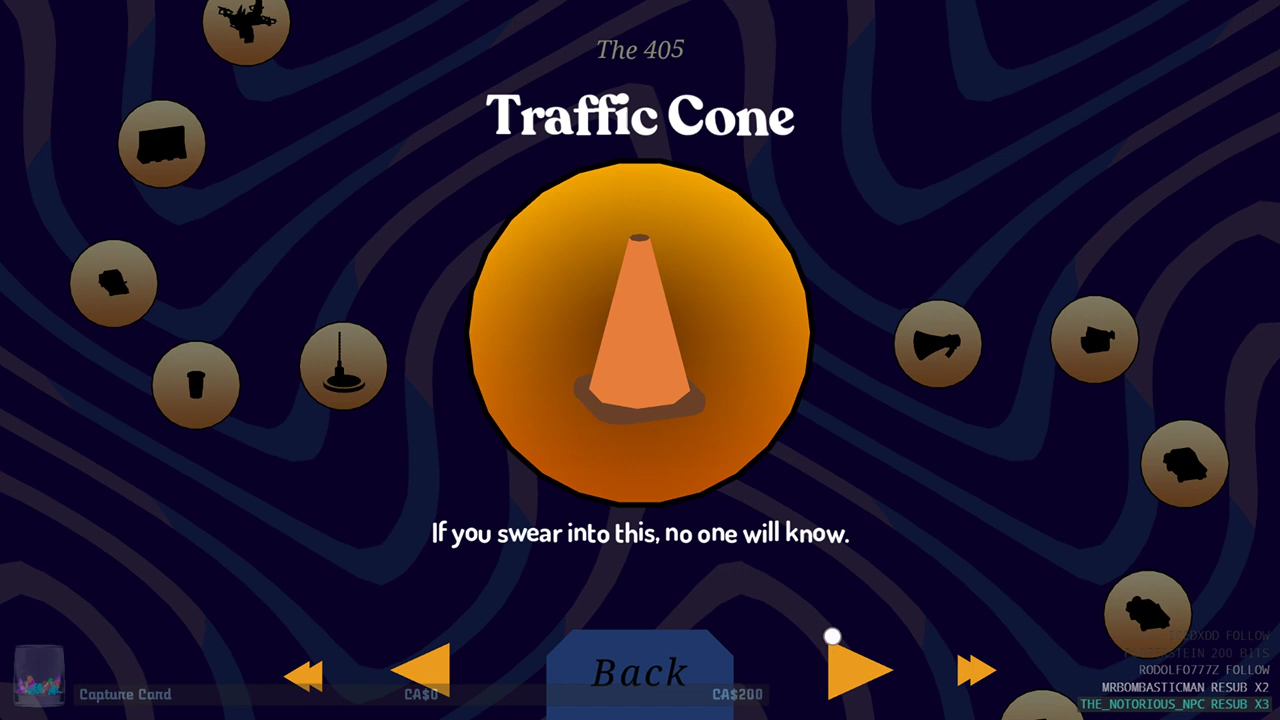 The 405
Traffic Cone
If you swear into this, no one will know.
Back
Capture Card CA$0 CA$200
200 BITS
RODOLFO777Z FOLLOW
MRBOMBASTICMAN RESUB X2
THE_NOTORIOUS_NPC RESUB X3